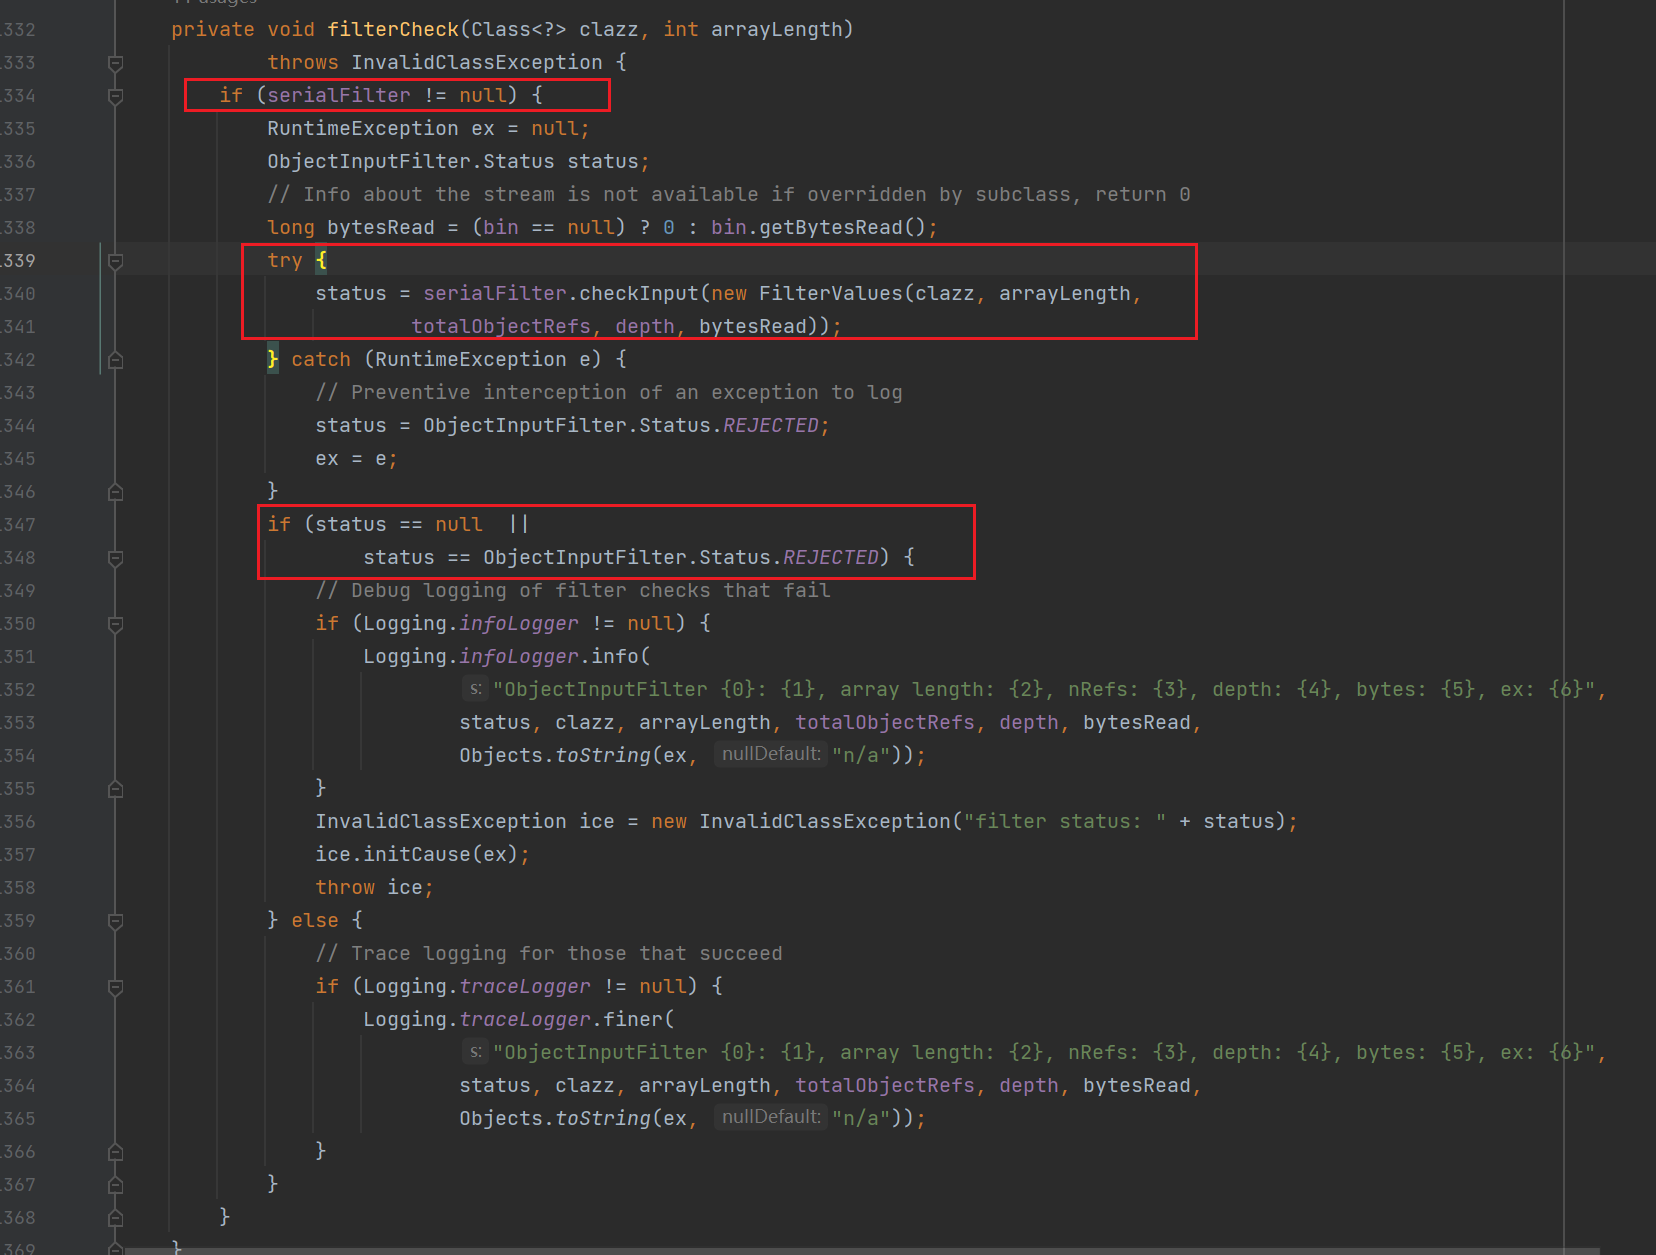 332 private void filterCheck(Class<?> clazz, int arrayLength)
333 throws InvalidClassException {
334 if (serialFilter != null) {
335 RuntimeException ex = null;
336 ObjectInputFilter.Status status;
337 // Info about the stream is not available if overridden by subclass, return 0
338 long bytesRead = (bin == null) ? 0 : bin.getBytesRead();
339 try {
340 status = serialFilter.checkInput(new FilterValues(clazz, arrayLength,
341 totalObjectRefs, depth, bytesRead));
342 } catch (RuntimeException e) {
343 // Preventive interception of an exception to log
344 status = ObjectInputFilter.Status.REJECTED;
345 ex = e;
346 }
347 if (status == null ||
348 status == ObjectInputFilter.Status.REJECTED) {
349 // Debug logging of filter checks that fail
350 if (Logging.infoLogger != null) {
351 Logging.infoLogger.info(
352 s: "ObjectInputFilter {0}: {1}, array length: {2}, nRefs: {3}, depth: {4}, bytes: {5}, ex: {6}",
353 status, clazz, arrayLength, totalObjectRefs, depth, bytesRead,
354 Objects.toString(ex, nullDefault: "n/a"));
355 }
356 InvalidClassException ice = new InvalidClassException("filter status: " + status);
357 ice.initCause(ex);
358 throw ice;
359 } else {
360 // Trace logging for those that succeed
361 if (Logging.traceLogger != null) {
362 Logging.traceLogger.finer(
363 s: "ObjectInputFilter {0}: {1}, array length: {2}, nRefs: {3}, depth: {4}, bytes: {5}, ex: {6}",
364 status, clazz, arrayLength, totalObjectRefs, depth, bytesRead,
365 Objects.toString(ex, nullDefault: "n/a"));
366 }
367 }
368 }
369 }